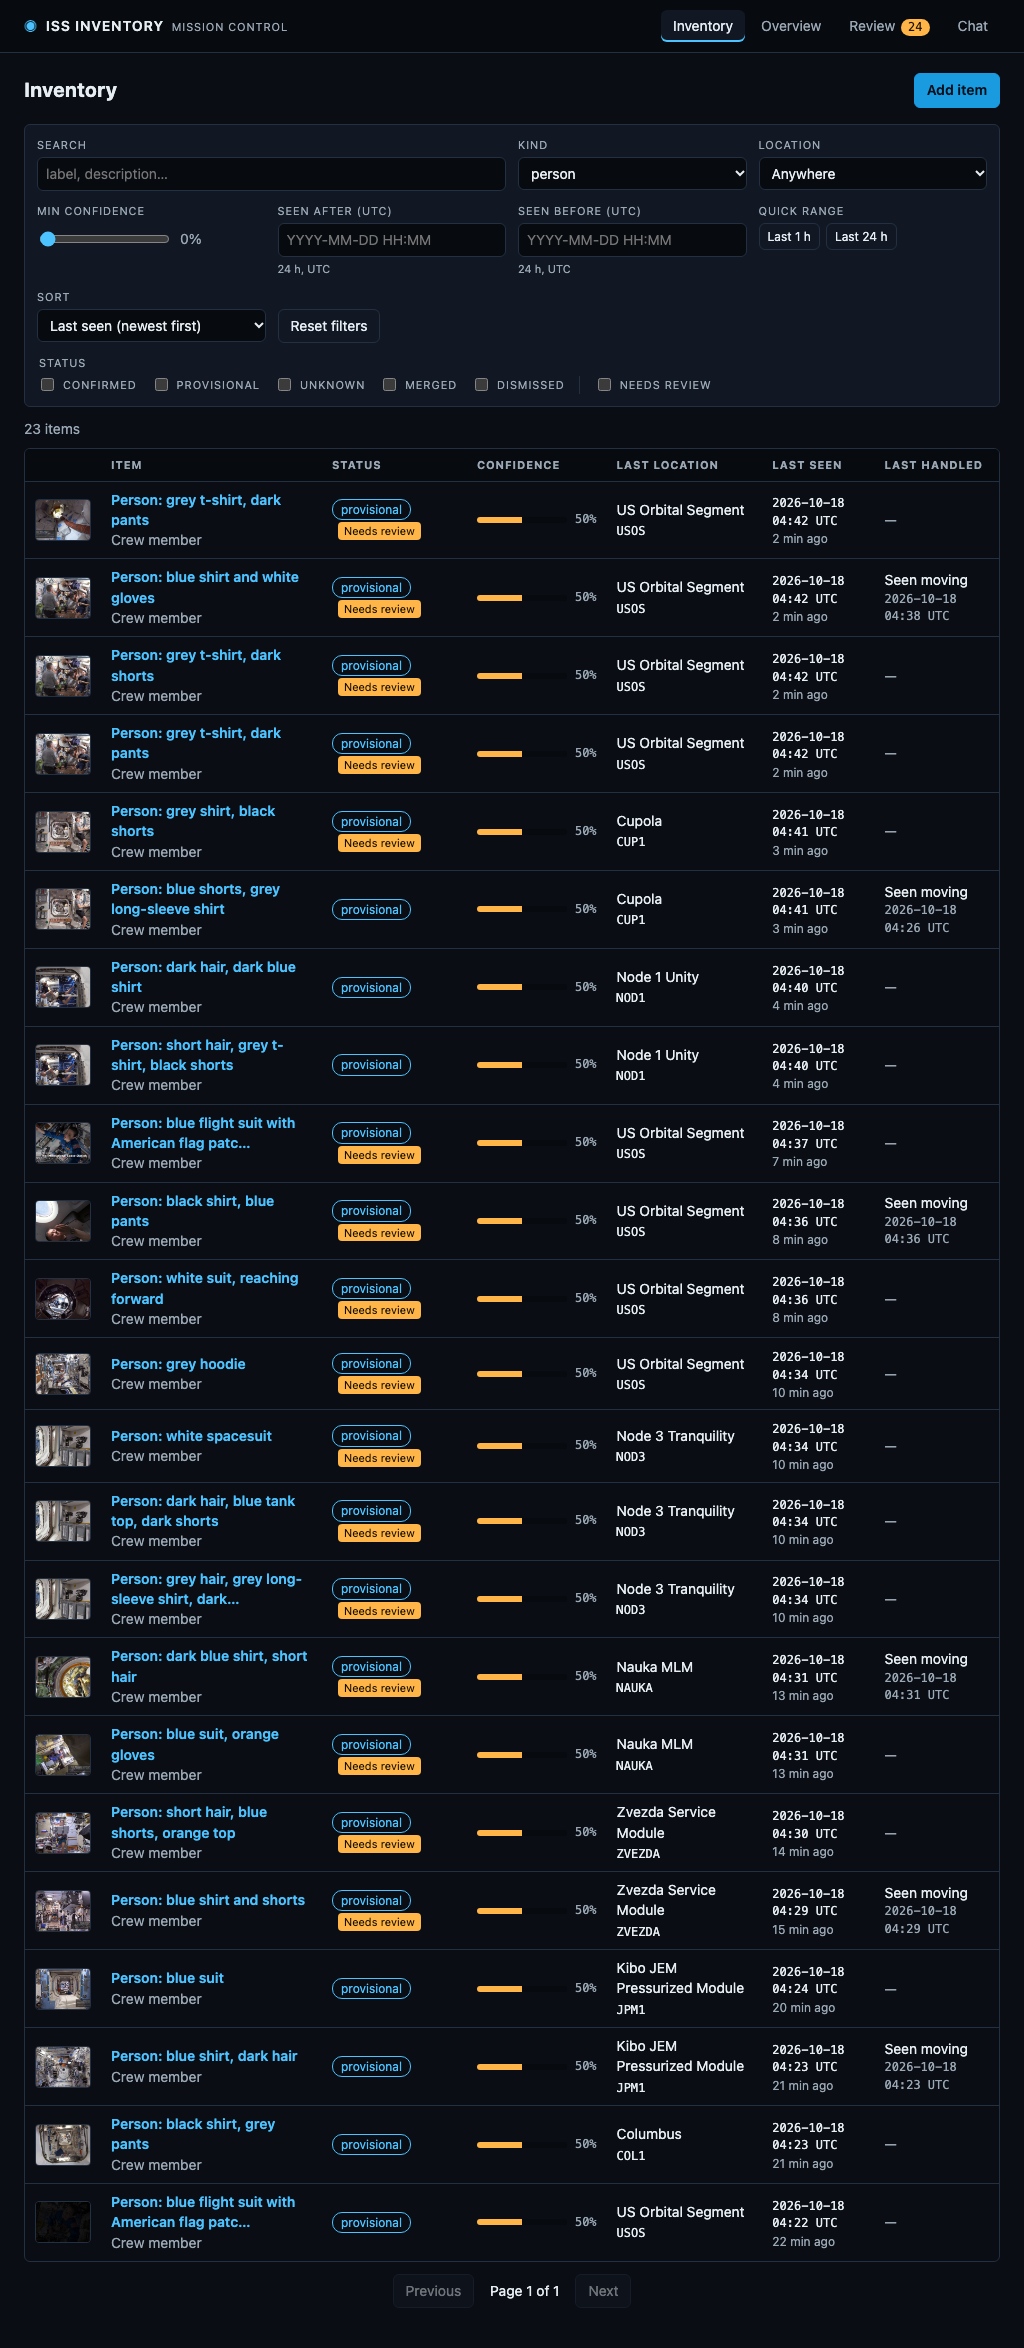 ISS INVENTORY MISSION CONTROL
Inventory Overview Review 24 Chat
Inventory
Add item
SEARCH KIND LOCATION
label, description... person Anywhere
MIN CONFIDENCE SEEN AFTER (UTC) SEEN BEFORE (UTC) QUICK RANGE
0% YYYY-MM-DD HH:MM YYYY-MM-DD HH:MM Last 1 h Last 24 h
24 h, UTC 24 h, UTC
SORT
Last seen (newest first) Reset filters
STATUS
CONFIRMED PROVISIONAL UNKNOWN MERGED DISMISSED NEEDS REVIEW
23 items
ITEM STATUS CONFIDENCE LAST LOCATION LAST SEEN LAST HANDLED
Person: grey t-shirt, dark
pants
Crew member
provisional
Needs review
50%
US Orbital Segment
USOS
2026-10-18
04:42 UTC
2 min ago
—
Person: blue shirt and white
gloves
Crew member
provisional
Needs review
50%
US Orbital Segment
USOS
2026-10-18
04:42 UTC
2 min ago
Seen moving
2026-10-18
04:38 UTC
Person: grey t-shirt, dark
shorts
Crew member
provisional
Needs review
50%
US Orbital Segment
USOS
2026-10-18
04:42 UTC
2 min ago
—
Person: grey t-shirt, dark
pants
Crew member
provisional
Needs review
50%
US Orbital Segment
USOS
2026-10-18
04:42 UTC
2 min ago
—
Person: grey shirt, black
shorts
Crew member
provisional
Needs review
50%
Cupola
CUP1
2026-10-18
04:41 UTC
3 min ago
—
Person: blue shorts, grey
long-sleeve shirt
Crew member
provisional
50%
Cupola
CUP1
2026-10-18
04:41 UTC
3 min ago
Seen moving
2026-10-18
04:26 UTC
Person: dark hair, dark blue
shirt
Crew member
provisional
50%
Node 1 Unity
NOD1
2026-10-18
04:40 UTC
4 min ago
—
Person: short hair, grey t-
shirt, black shorts
Crew member
provisional
50%
Node 1 Unity
NOD1
2026-10-18
04:40 UTC
4 min ago
—
Person: blue flight suit with
American flag patc...
Crew member
provisional
Needs review
50%
US Orbital Segment
USOS
2026-10-18
04:37 UTC
7 min ago
—
Person: black shirt, blue
pants
Crew member
provisional
Needs review
50%
US Orbital Segment
USOS
2026-10-18
04:36 UTC
8 min ago
Seen moving
2026-10-18
04:36 UTC
Person: white suit, reaching
forward
Crew member
provisional
Needs review
50%
US Orbital Segment
USOS
2026-10-18
04:36 UTC
8 min ago
—
Person: grey hoodie
Crew member
provisional
Needs review
50%
US Orbital Segment
USOS
2026-10-18
04:34 UTC
10 min ago
—
Person: white spacesuit
Crew member
provisional
Needs review
50%
Node 3 Tranquility
NOD3
2026-10-18
04:34 UTC
10 min ago
—
Person: dark hair, blue tank
top, dark shorts
Crew member
provisional
Needs review
50%
Node 3 Tranquility
NOD3
2026-10-18
04:34 UTC
10 min ago
—
Person: grey hair, grey long-
sleeve shirt, dark...
Crew member
provisional
Needs review
50%
Node 3 Tranquility
NOD3
2026-10-18
04:34 UTC
10 min ago
—
Person: dark blue shirt, short
hair
Crew member
provisional
Needs review
50%
Nauka MLM
NAUKA
2026-10-18
04:31 UTC
13 min ago
Seen moving
2026-10-18
04:31 UTC
Person: blue suit, orange
gloves
Crew member
provisional
Needs review
50%
Nauka MLM
NAUKA
2026-10-18
04:31 UTC
13 min ago
—
Person: short hair, blue
shorts, orange top
Crew member
provisional
Needs review
50%
Zvezda Service
Module
ZVEZDA
2026-10-18
04:30 UTC
14 min ago
—
Person: blue shirt and shorts
Crew member
provisional
Needs review
50%
Zvezda Service
Module
ZVEZDA
2026-10-18
04:29 UTC
15 min ago
Seen moving
2026-10-18
04:29 UTC
Person: blue suit
Crew member
provisional
50%
Kibo JEM
Pressurized Module
JPM1
2026-10-18
04:24 UTC
20 min ago
—
Person: blue shirt, dark hair
Crew member
provisional
50%
Kibo JEM
Pressurized Module
JPM1
2026-10-18
04:23 UTC
21 min ago
Seen moving
2026-10-18
04:23 UTC
Person: black shirt, grey
pants
Crew member
provisional
50%
Columbus
COL1
2026-10-18
04:23 UTC
21 min ago
—
Person: blue flight suit with
American flag patc...
Crew member
provisional
50%
US Orbital Segment
USOS
2026-10-18
04:22 UTC
22 min ago
—
Previous Page 1 of 1 Next